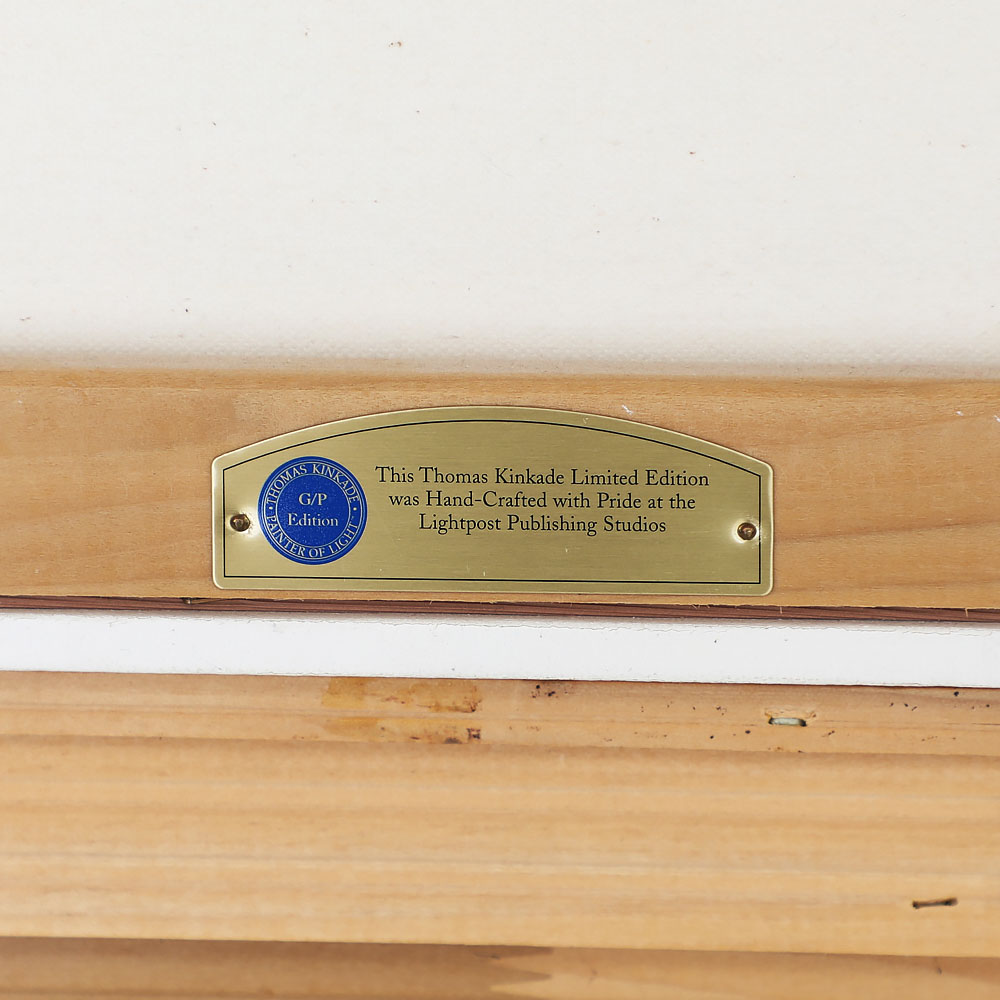 THOMAS KINKADE
G/P
Edition
PAINTER OF LIGHT
This Thomas Kinkade Limited Edition
was Hand-Crafted with Pride at the
Lightpost Publishing Studios